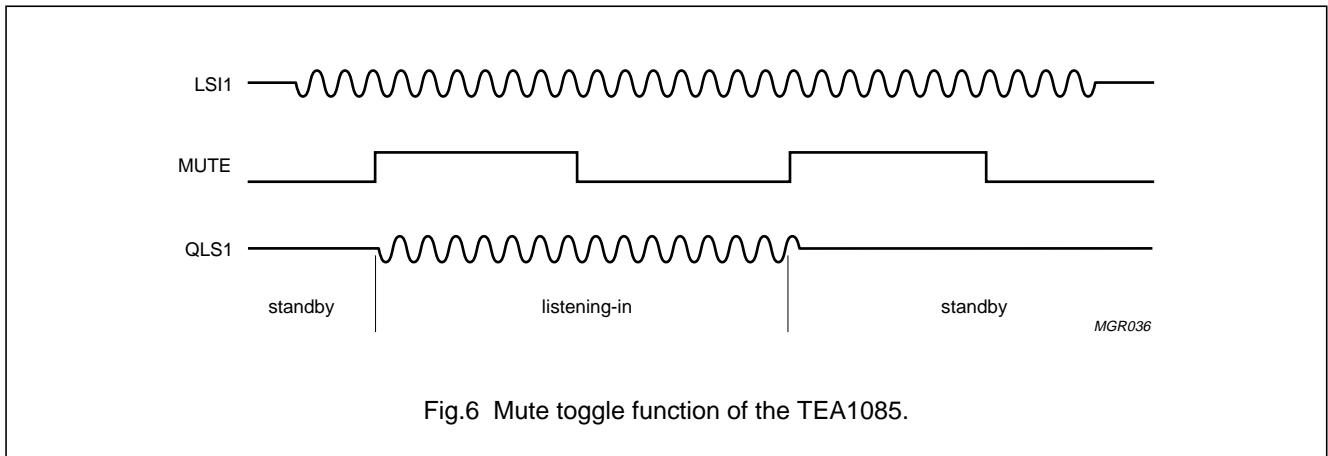 LSI1
MUTE
QLS1
standby listening-in standby
MGR036
Fig.6 Mute toggle function of the TEA1085.